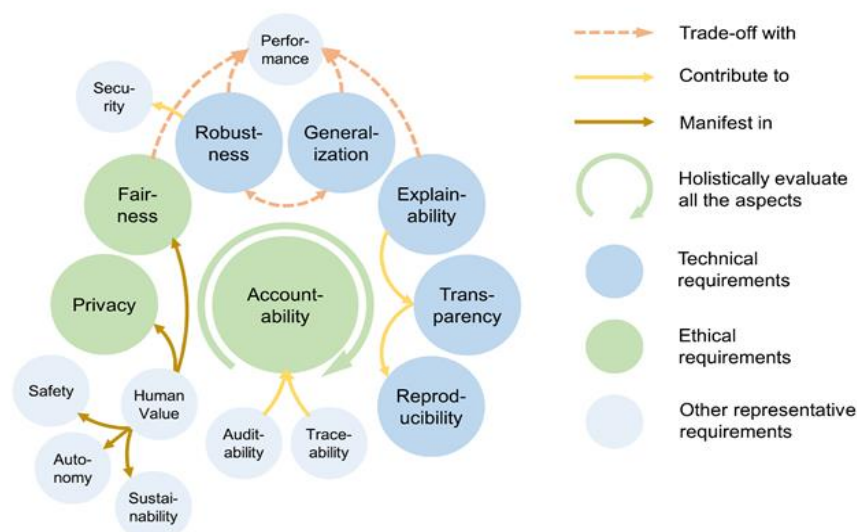 Perfor-
mance
Secu-
rity
Robust-
ness
General-
ization
Fair-
ness
Explain-
ability
Privacy
Account-
ability
Trans-
parency
Safety
Human
Value
Reprod-
ucibility
Audit-
ability
Trace-
ability
Auto-
nomy
Sustai-
nability
Trade-off with
Contribute to
Manifest in
Holistically evaluate
all the aspects
Technical
requirements
Ethical
requirements
Other representative
requirements